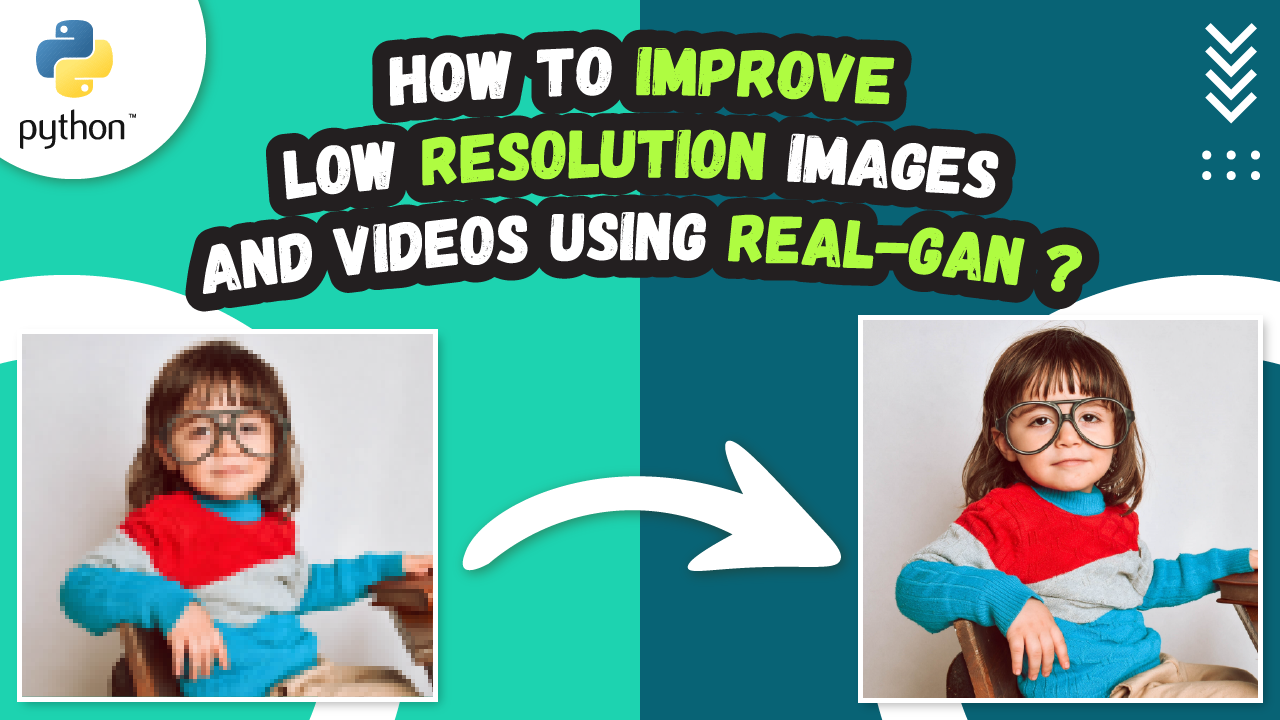 python™
HOW TO IMPROVE
LOW RESOLUTION IMAGES
AND VIDEOS USING REAL-GAN ?